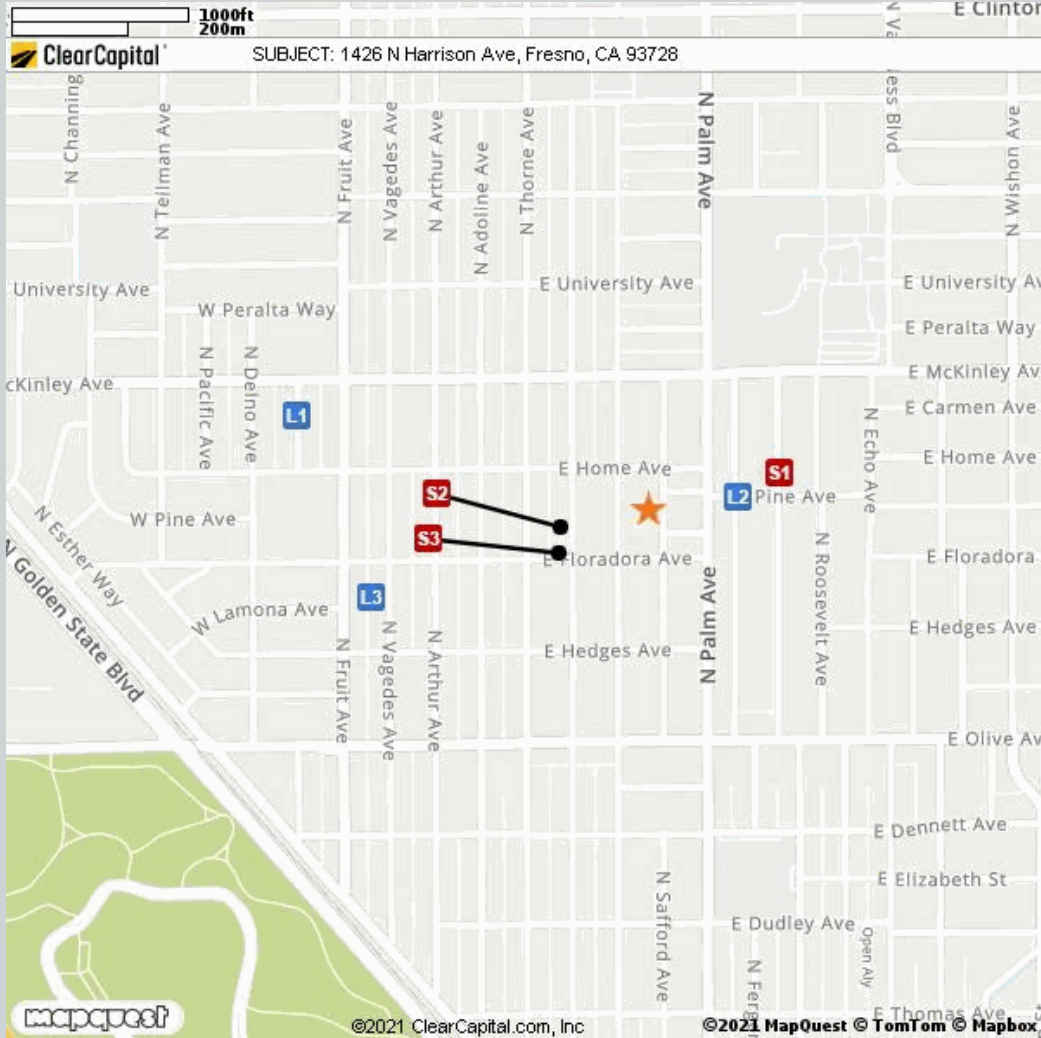 1000ft
200m
E Clinton
ClearCapital
SUBJECT: 1426 N Harrison Ave, Fresno, CA 93728
N Channing
N Teilman Ave
N Fruit Ave
N Vagedes Ave
N Arthur Ave
N Adoline Ave
N Thorne Ave
N Palm Ave
N Va
less Blvd
N Wishon Ave
University Ave
E University Ave
E University Av
W Peralta Way
E Peralta Way
N Pacific Ave
N Delno Ave
cKinley Ave
E McKinley Av
L1
E Carmen Ave
N Echo Ave
E Home Ave
E Home Ave
S1
S2
L2
Pine Ave
W Pine Ave
N Esther Way
S3
E Floradora Ave
E Floradora
N Roosevelt Ave
N Golden State Blvd
L3
W Lamona Ave
N Fruit Ave
N Vagedes Ave
N Arthur Ave
E Hedges Ave
N Palm Ave
E Hedges Ave
E Olive Av
E Dennett Ave
E Elizabeth St
N Safford Ave
E Dudley Ave
Open Aly
N Ferg
E Thomas Ave
mapquest
©2021 ClearCapital.com, Inc
©2021 MapQuest © TomTom © Mapbox